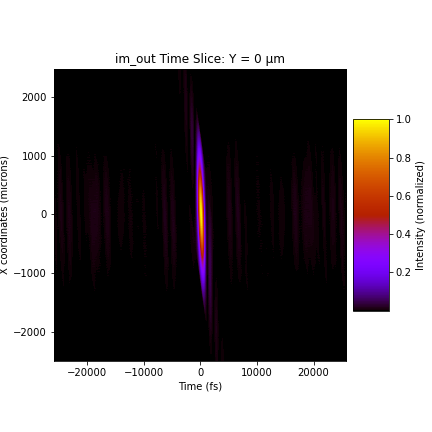 im_out Time Slice: Y = 0 μm
2000
1000
0
−1000
−2000
X coordinates (microns)
−20000 −10000 0 10000 20000
Time (fs)
1.0
0.8
0.6
0.4
0.2
Intensity (normalized)